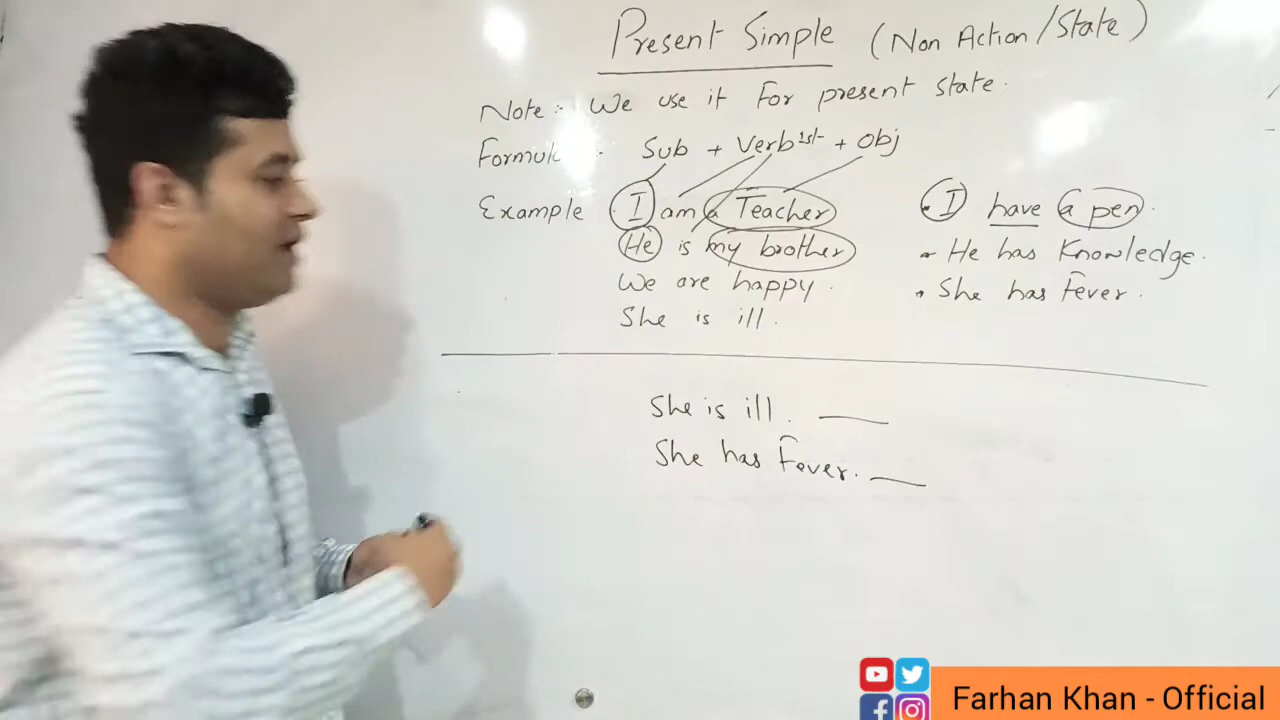 Present Simple (Non Action/State)
Note:- We use it For present state.
Formul :- Sub + Verb 1st + Obj
Example I am a Teacher
He is my brother
We are happy.
She is ill.
I have a pen.
He has Knowledge.
She has Fever.
She is ill.
She has Fever.
Farhan Khan - Official